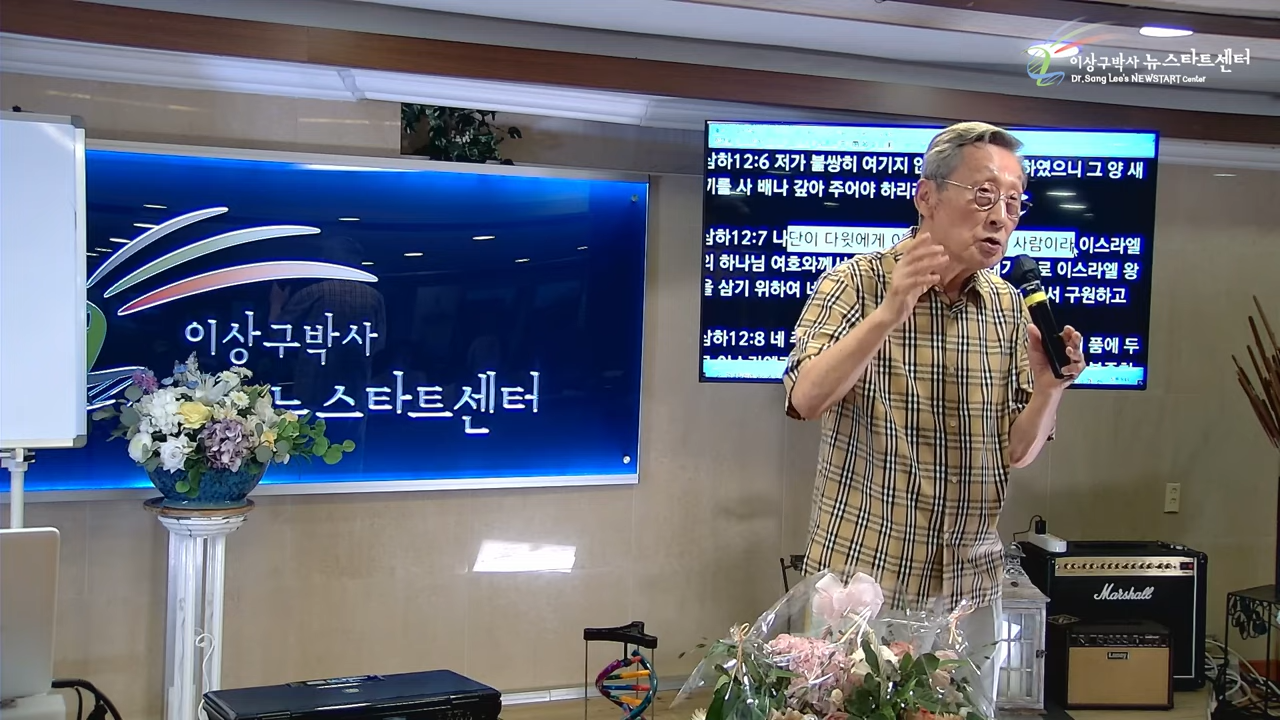 이상구박사 뉴스타트센터
Dr. Sang Lee's NEWSTART Center
삼하12:6 저가 불쌍히 여기지 하였으니 그 양 새
끼를 사 배나 갚아 주어야 하리
삼하12:7 나단이 다윗에게 사람이라 이스라엘
의 하나님 여호와께서 로 이스라엘 왕
을 삼기 위하여 구원하고
삼하12:8 네 품에 두
이상구박사
뉴스타트센터
Marshall
Laney